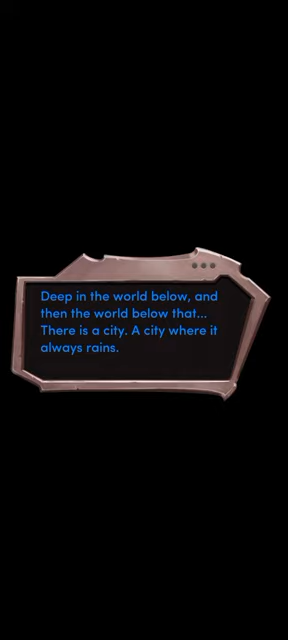 Deep in the world below, and
then the world below that...
There is a city. A city where it
always rains.